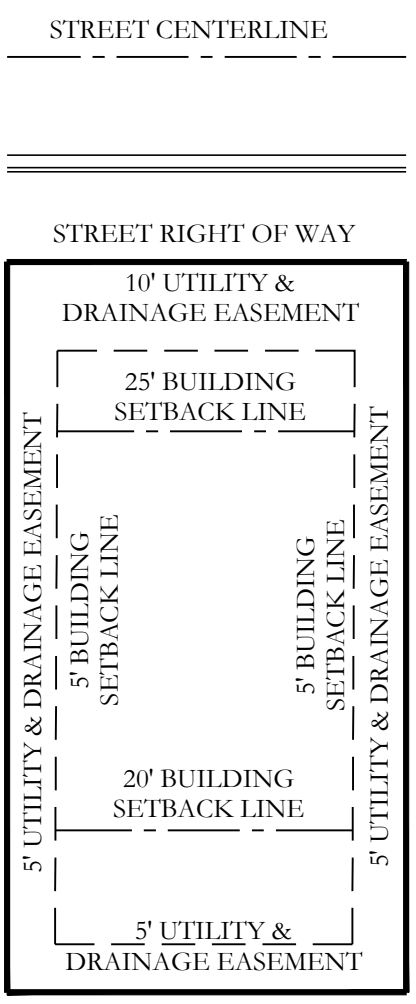 STREET CENTERLINE
STREET RIGHT OF WAY
10' UTILITY &
DRAINAGE EASEMENT
25' BUILDING
SETBACK LINE
5' UTILITY & DRAINAGE EASEMENT
5' BUILDING
SETBACK LINE
5' BUILDING
SETBACK LINE
5' UTILITY & DRAINAGE EASEMENT
20' BUILDING
SETBACK LINE
5' UTILITY &
DRAINAGE EASEMENT